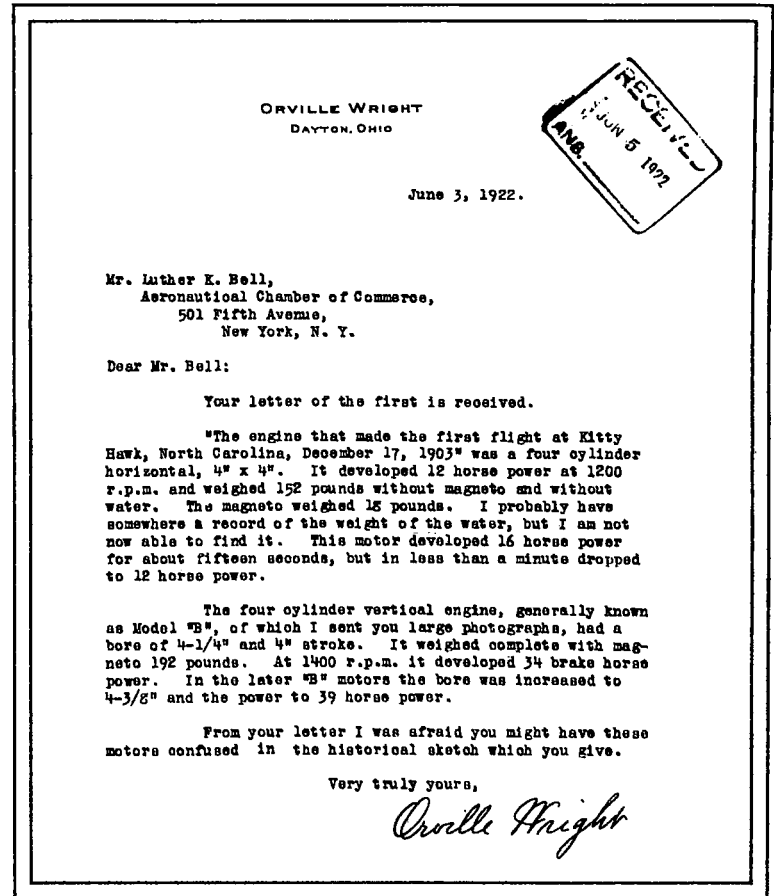 ORVILLE WRIGHT
DAYTON, OHIO
RECEIVED
JUN 5 1922
ANS.
June 3, 1922.
Mr. Luther K. Bell,
Aeronautical Chamber of Commerce,
501 Fifth Avenue,
New York, N. Y.
Dear Mr. Bell:
Your letter of the first is received.
"The engine that made the first flight at Kitty
Hawk, North Carolina, December 17, 1903" was a four cylinder
horizontal, 4" x 4". It developed 12 horse power at 1200
r.p.m. and weighed 152 pounds without magneto and without
water. The magneto weighed 18 pounds. I probably have
somewhere a record of the weight of the water, but I am not
now able to find it. This motor developed 16 horse power
for about fifteen seconds, but in less than a minute dropped
to 12 horse power.
The four cylinder vertical engine, generally known
as Model "B", of which I sent you large photographs, had a
bore of 4-1/4" and 4" stroke. It weighed complete with mag-
neto 192 pounds. At 1400 r.p.m. it developed 34 brake horse
power. In the later "B" motors the bore was increased to
4-3/8" and the power to 39 horse power.
From your letter I was afraid you might have these
motors confused in the historical sketch which you give.
Very truly yours,
Orville Wright